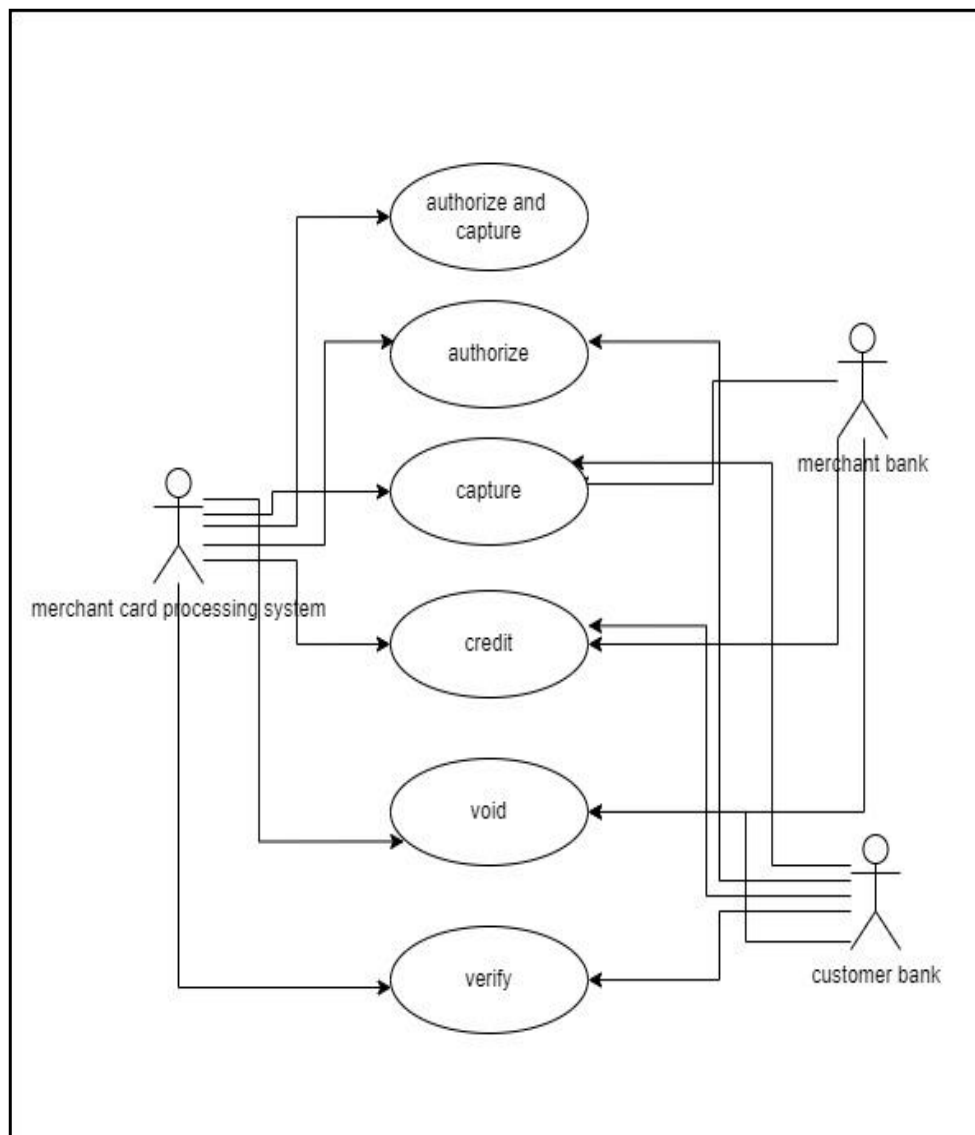 authorize and
capture
authorize
merchant bank
capture
merchant card processing system
credit
void
customer bank
verify